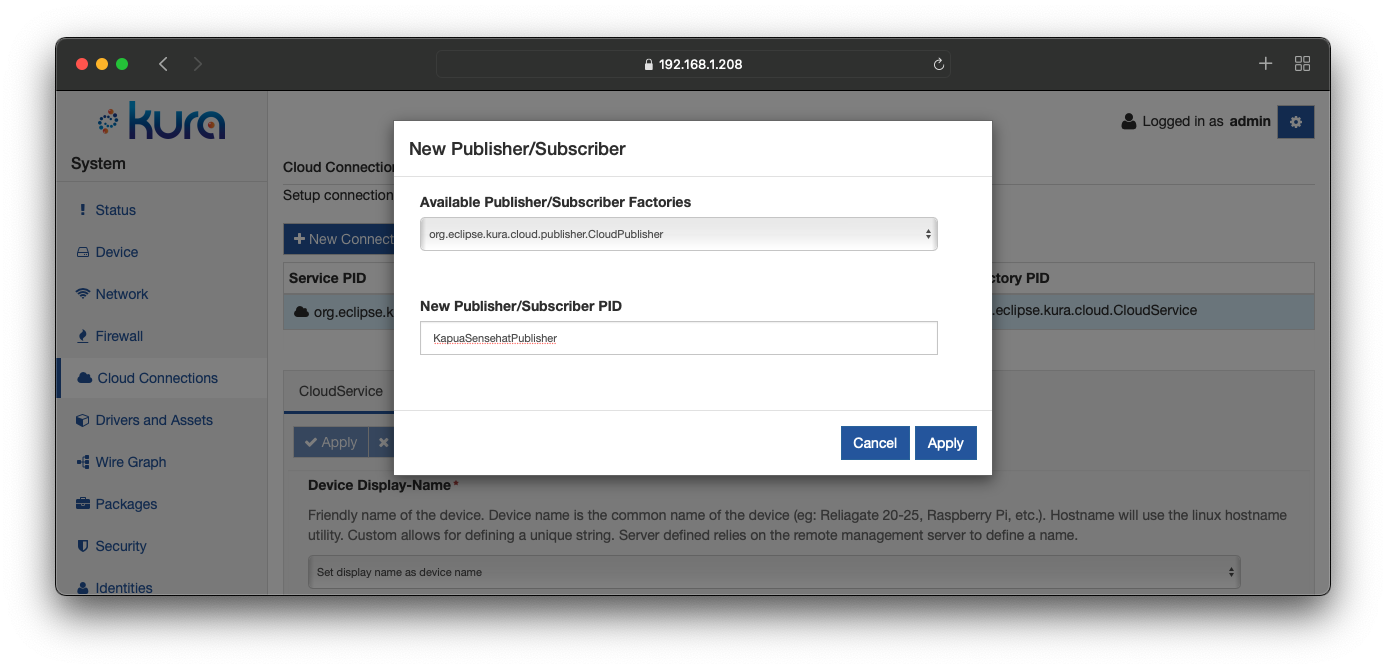 192.168.1.208
kura
Logged in as admin
System
Status
Device
Network
Firewall
Cloud Connections
Drivers and Assets
Wire Graph
Packages
Security
Identities
Cloud Connectio
Setup connection
New Connect
Service PID
ctory PID
org.eclipse.k
.eclipse.kura.cloud.CloudService
New Publisher/Subscriber
Available Publisher/Subscriber Factories
org.eclipse.kura.cloud.publisher.CloudPublisher
New Publisher/Subscriber PID
KapuaSensehatPublisher
Cancel Apply
CloudService
Apply
Device Display-Name*
Friendly name of the device. Device name is the common name of the device (eg: Reliagate 20-25, Raspberry Pi, etc.). Hostname will use the linux hostname
utility. Custom allows for defining a unique string. Server defined relies on the remote management server to define a name.
Set display name as device name